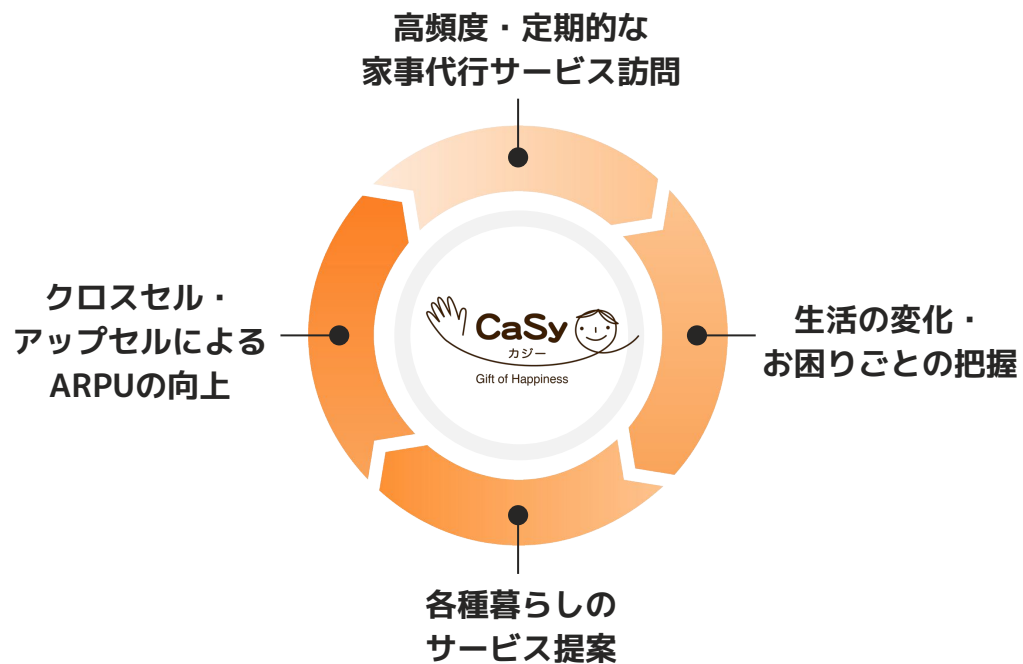 高頻度・定期的な
家事代行サービス訪問
クロスセル・
アップセルによる
ARPUの向上
CaSy
カジー
Gift of Happiness
生活の変化・
お困りごとの把握
各種暮らしの
サービス提案